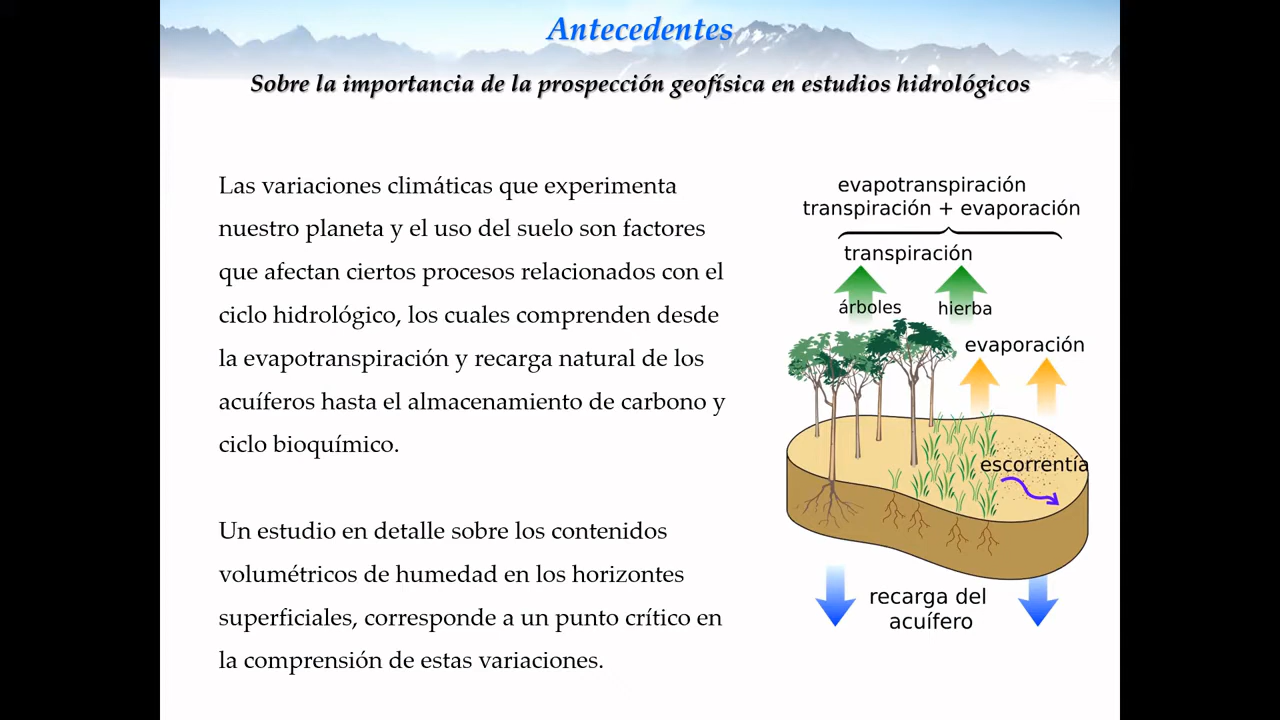 Antecedentes
Sobre la importancia de la prospección geofísica en estudios hidrológicos
Las variaciones climáticas que experimenta
nuestro planeta y el uso del suelo son factores
que afectan ciertos procesos relacionados con el
ciclo hidrológico, los cuales comprenden desde
la evapotranspiración y recarga natural de los
acuíferos hasta el almacenamiento de carbono y
ciclo bioquímico.
Un estudio en detalle sobre los contenidos
volumétricos de humedad en los horizontes
superficiales, corresponde a un punto crítico en
la comprensión de estas variaciones.
evapotranspiración
transpiración + evaporación
transpiración
árboles
hierba
evaporación
escorrentía
recarga del
acuífero